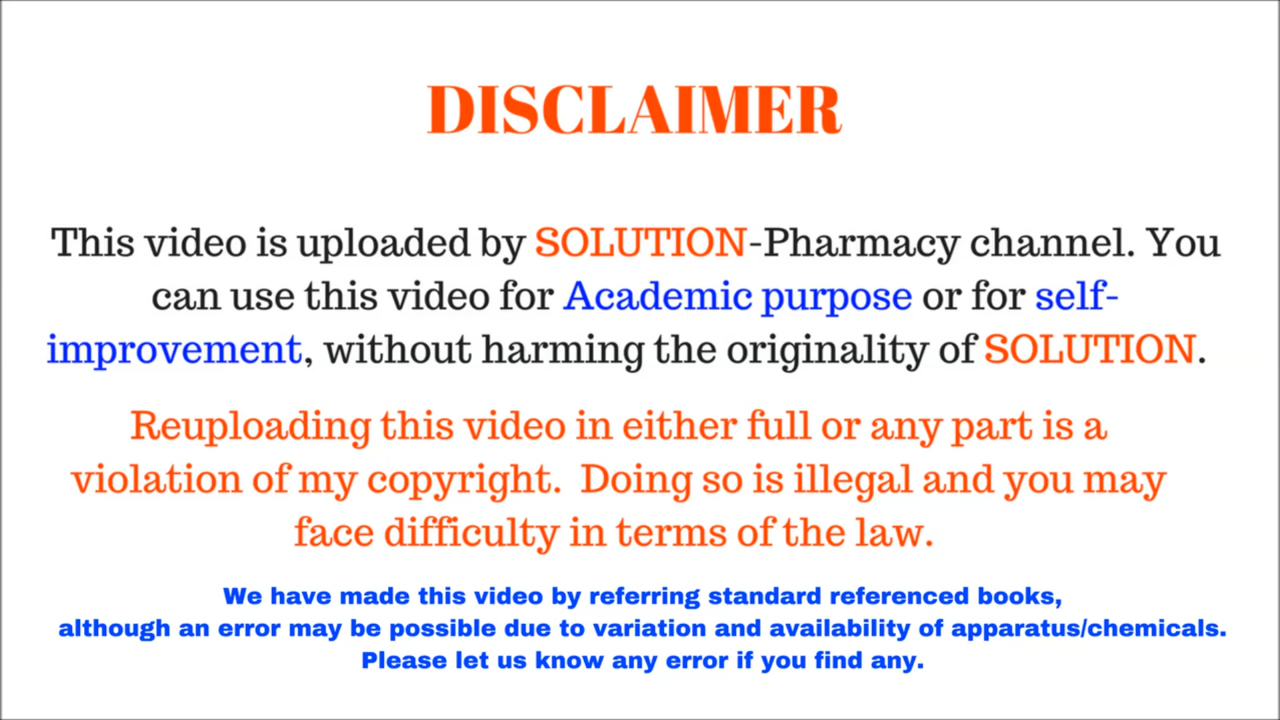 DISCLAIMER
This video is uploaded by SOLUTION-Pharmacy channel. You
can use this video for Academic purpose or for self-
improvement, without harming the originality of SOLUTION.
Reuploading this video in either full or any part is a
violation of my copyright.  Doing so is illegal and you may
face difficulty in terms of the law.
We have made this video by referring standard referenced books,
although an error may be possible due to variation and availability of apparatus/chemicals.
Please let us know any error if you find any.